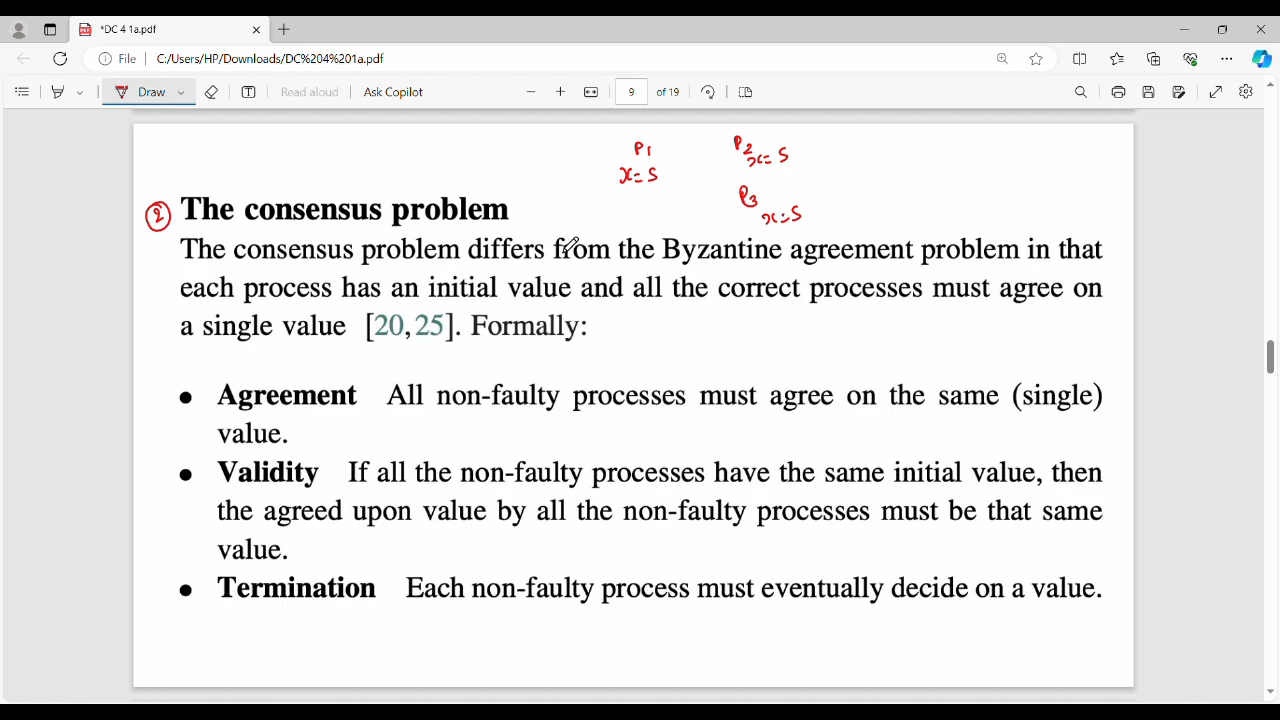 *DC 4 1a.pdf
File
C:/Users/HP/Downloads/DC%204%201a.pdf
Draw
Read aloud
Ask Copilot
9
of 19
P1
x=5
P2
x=5
P3
x=5
2
The consensus problem
The consensus problem differs from the Byzantine agreement problem in that
each process has an initial value and all the correct processes must agree on
a single value [20,25]. Formally:
• Agreement All non-faulty processes must agree on the same (single)
value.
• Validity If all the non-faulty processes have the same initial value, then
the agreed upon value by all the non-faulty processes must be that same
value.
• Termination Each non-faulty process must eventually decide on a value.